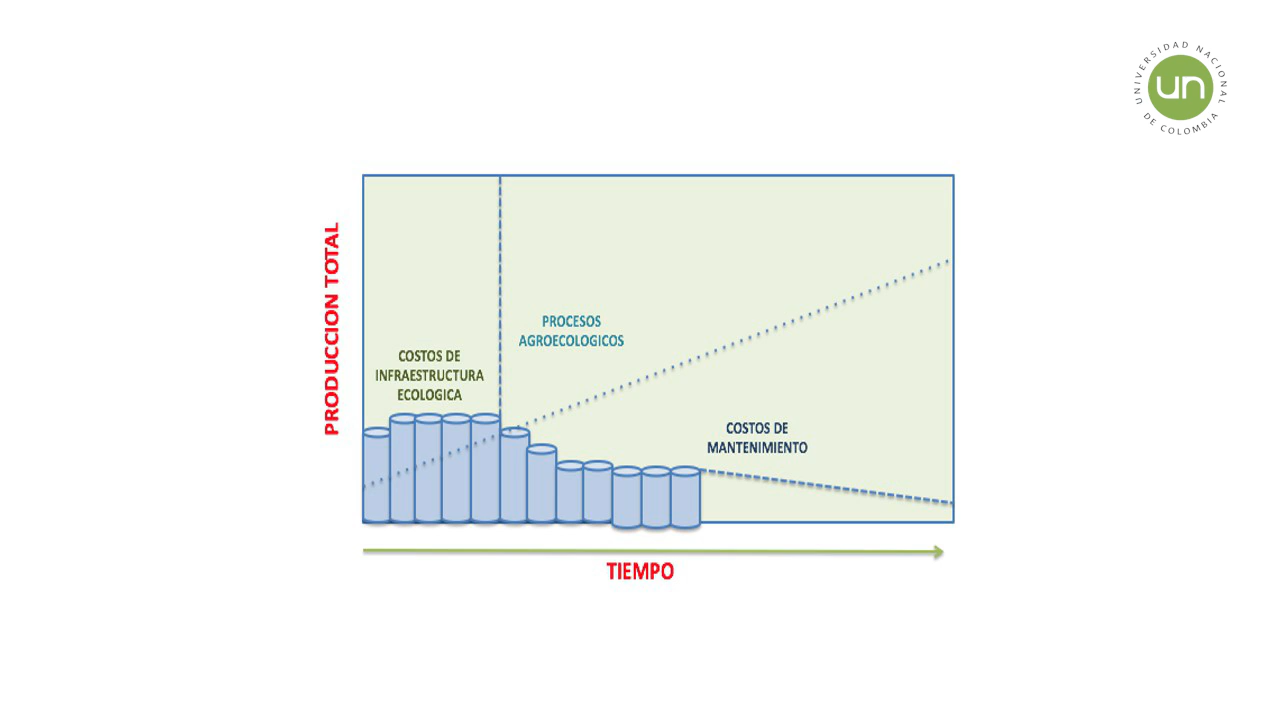 UNIVERSIDAD NACIONAL
DE COLOMBIA
un
PRODUCCION TOTAL
COSTOS DE
INFRAESTRUCTURA
ECOLOGICA
PROCESOS
AGROECOLOGICOS
COSTOS DE
MANTENIMIENTO
TIEMPO